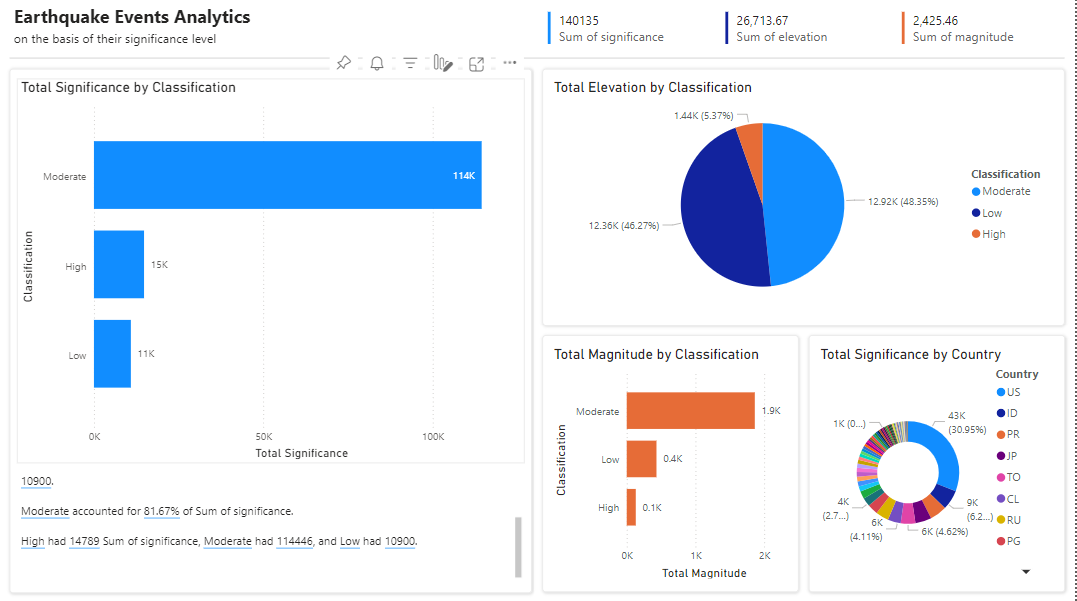 Earthquake Events Analytics
on the basis of their significance level
140135
Sum of significance
26,713.67
Sum of elevation
2,425.46
Sum of magnitude
Total Significance by Classification
Classification
Moderate
114K
High
15K
Low
11K
0K
50K
100K
Total Significance
10900.
Moderate accounted for 81.67% of Sum of significance.
High had 14789 Sum of significance, Moderate had 114446, and Low had 10900.
Total Elevation by Classification
1.44K (5.37%)
12.92K (48.35%)
12.36K (46.27%)
Classification
Moderate
Low
High
Total Magnitude by Classification
Classification
Moderate
1.9K
Low
0.4K
High
0.1K
0K
1K
2K
Total Magnitude
Total Significance by Country
43K
(30.95%)
9K
(6.2...)
6K (4.62%)
6K
(4.11%)
4K
(2.7...)
1K (0...)
Country
US
ID
PR
JP
TO
CL
RU
PG